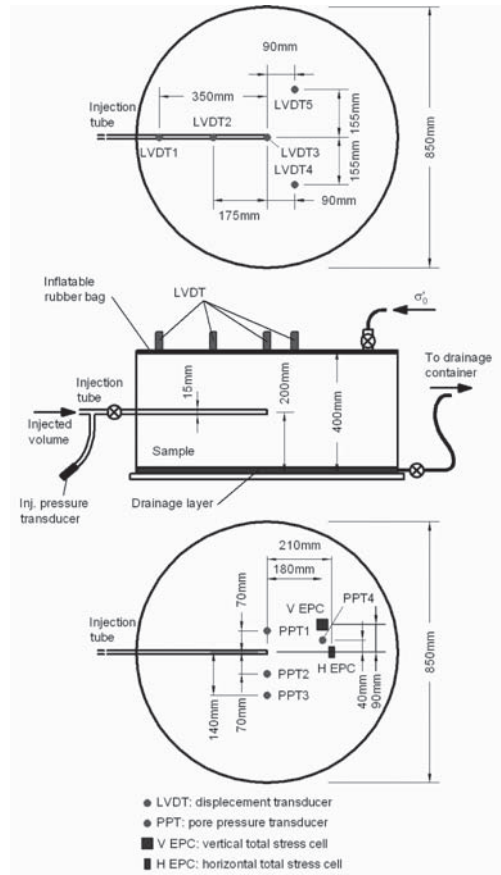 90mm
350mm
Injection
tube
LVDT2
LVDT5
LVDT1
LVDT3
LVDT4
155mm
155mm
850mm
175mm
90mm
Inflatable
rubber bag
LVDT
σ'0
To drainage
container
Injection
tube
15mm
200mm
400mm
Injected
volume
Sample
Inj. pressure
transducer
Drainage layer
210mm
180mm
70mm
V EPC
PPT4
Injection
tube
PPT1
H EPC
PPT2
PPT3
140mm
70mm
40mm
90mm
850mm
LVDT: displecement transducer
PPT: pore pressure transducer
V EPC: vertical total stress cell
H EPC: horizontal total stress cell